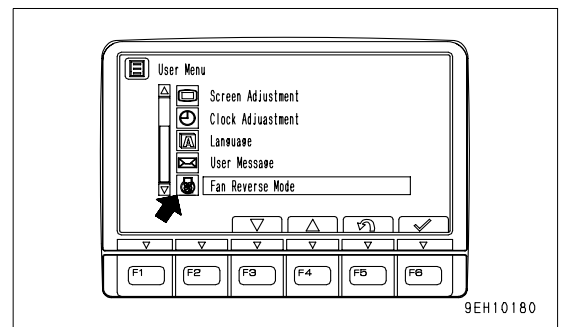 User Menu
Screen Adjustment
Clock Adjuastment
Language
User Message
Fan Reverse Mode
F1 F2 F3 F4 F5 F6
9EH10180